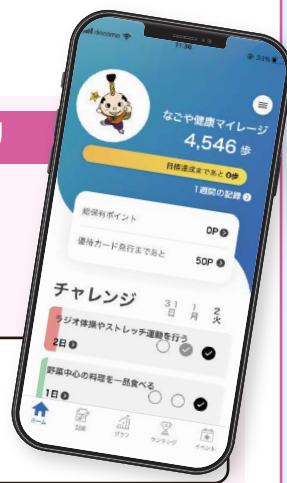 docomo
11:36
33%
なごや健康マイレージ
4,546 歩
目標達成まであと 0歩
1週間の記録
総保有ポイント
0P
優待カード発行まであと
50P
チャレンジ
31 1 2
日 月 火
ラジオ体操やストレッチ運動を行う
2日
野菜中心の料理を一品食べる
1日
ホーム
記録
グラフ
ランキング
イベント